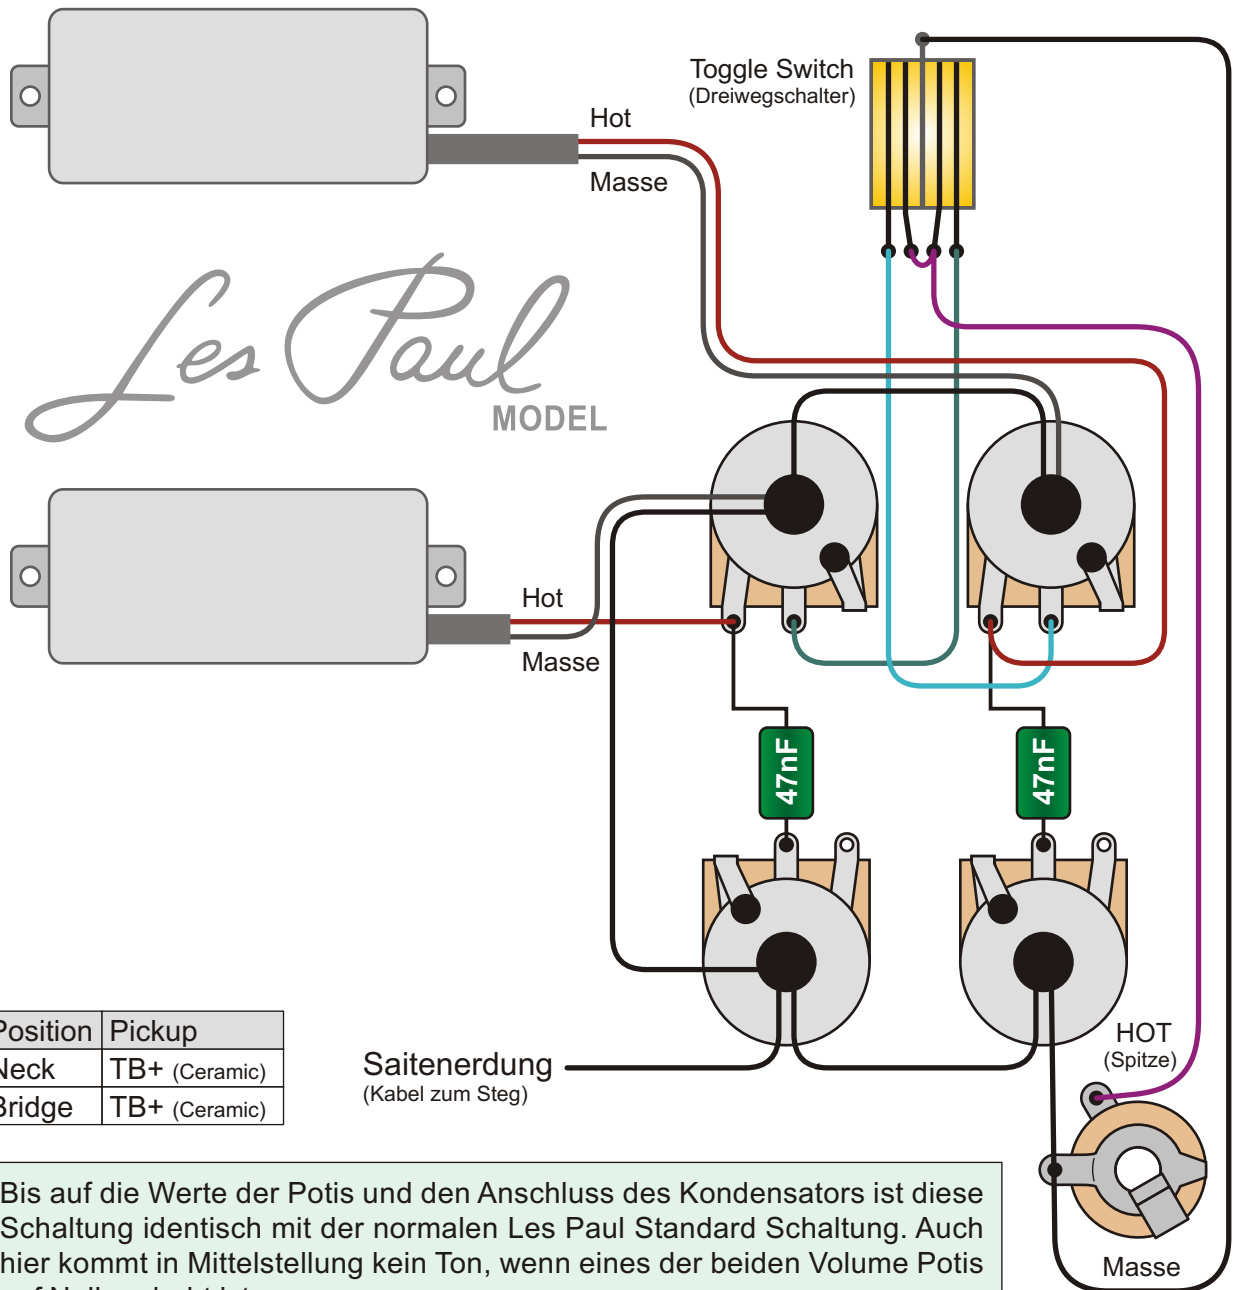 Toggle Switch
(Dreiwegschalter)
Hot
Masse
Les Paul
MODEL
Hot
Masse
47nF
47nF
Position Pickup
Neck TB+ (Ceramic)
Bridge TB+ (Ceramic)
Saitenerdung
(Kabel zum Steg)
HOT
(Spitze)
Masse
Bis auf die Werte der Potis und den Anschluss des Kondensators ist diese
Schaltung identisch mit der normalen Les Paul Standard Schaltung. Auch
hier kommt in Mittelstellung kein Ton, wenn eines der beiden Volume Potis